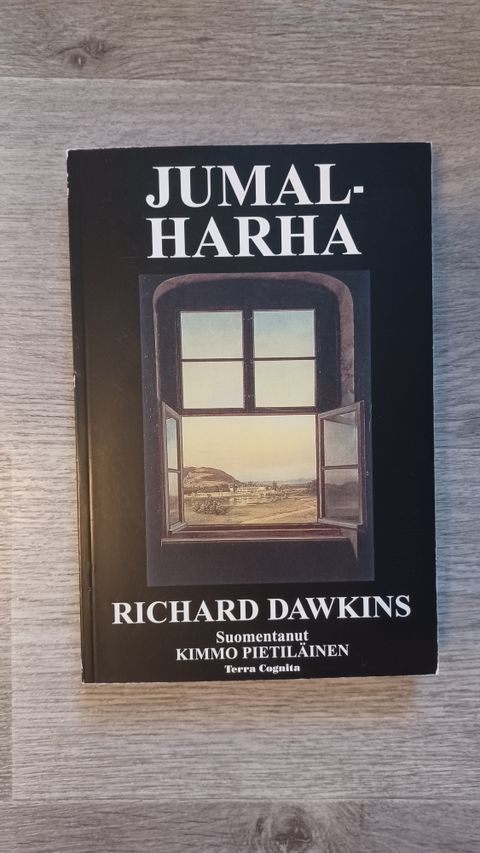 JUMAL-
HARHA
RICHARD DAWKINS
Suomentanut
KIMMO PIETILÄINEN
Terra Cognita